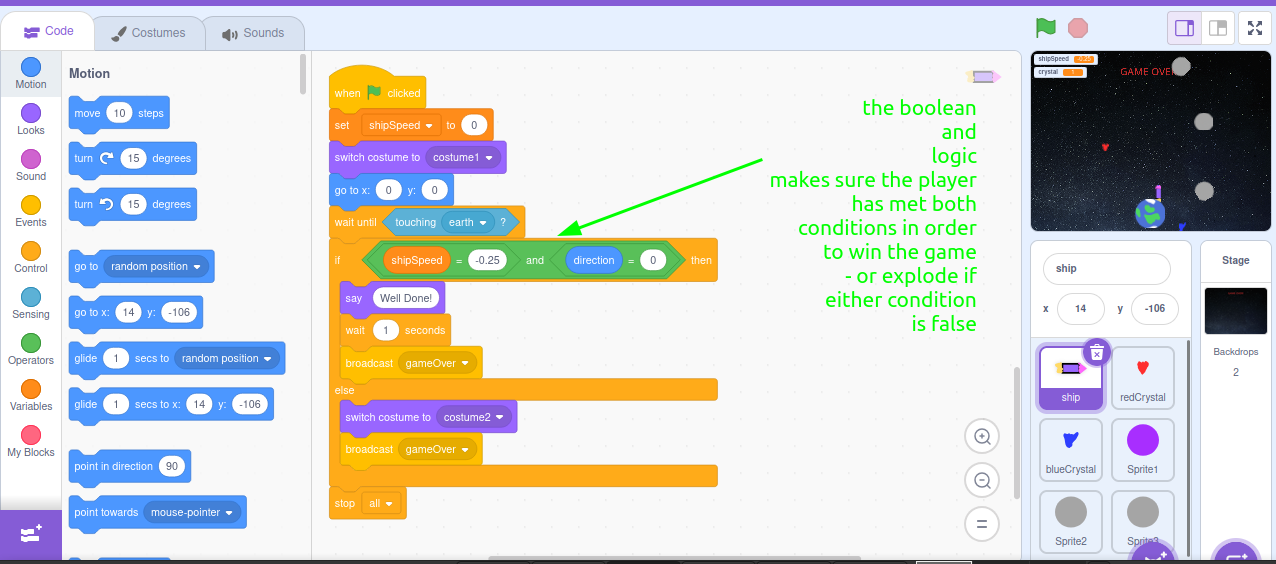 Code
Costumes
Sounds
Motion
Looks
Sound
Events
Control
Sensing
Operators
Variables
My Blocks
Motion
move 10 steps
turn 15 degrees
turn 15 degrees
go to random position
go to x: 14 y: -106
glide 1 secs to random position
glide 1 secs to x: 14 y: -106
point in direction 90
point towards mouse-pointer
when clicked
set shipSpeed to 0
switch costume to costume1
go to x: 0 y: 0
wait until touching earth ?
if shipSpeed = -0.25 and direction = 0 then
say Well Done!
wait 1 seconds
broadcast gameOver
else
switch costume to costume2
broadcast gameOver
stop all
the boolean
and
logic
makes sure the player
has met both
conditions in order
to win the game
- or explode if
either condition
is false
shipSpeed
crystal
GAME OVER
ship
x 14 y -106
ship
redCrystal
blueCrystal
Sprite1
Sprite2
Sprite3
Stage
Backdrops
2